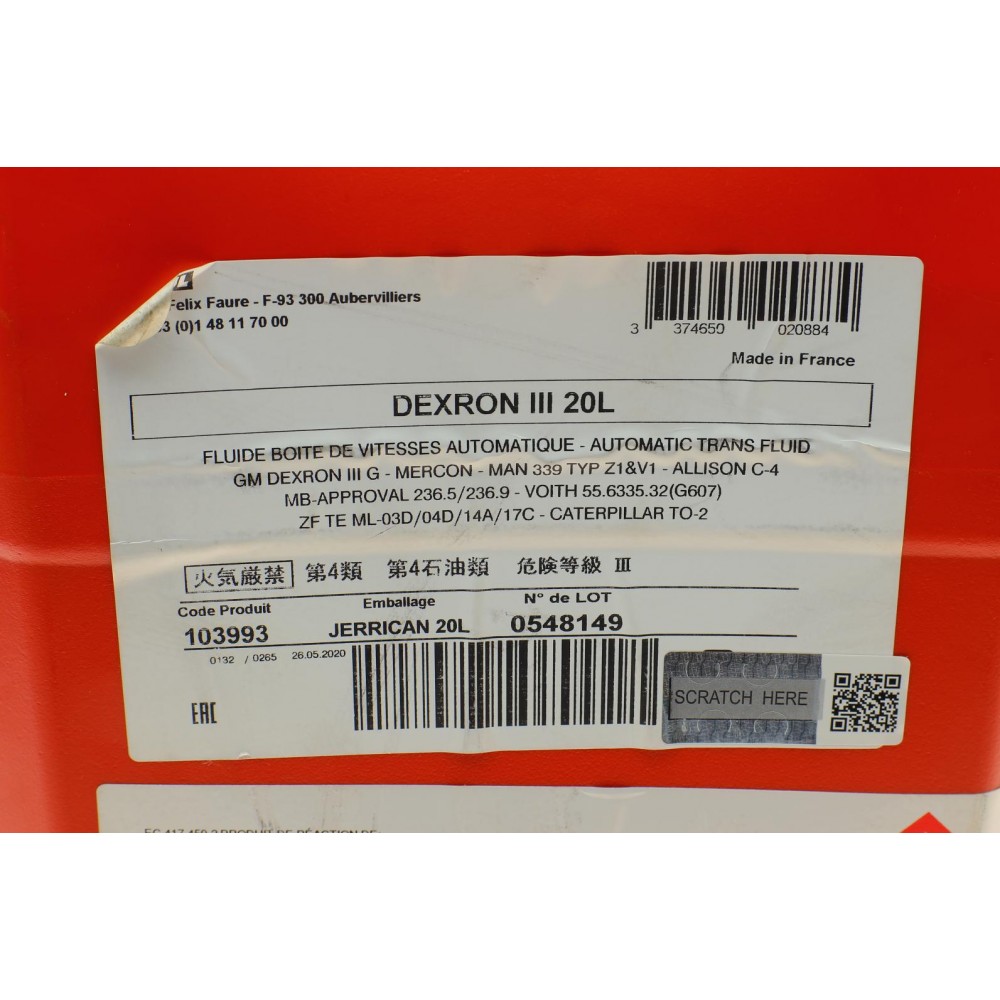 L
Felix Faure - F-93 300 Aubervilliers
3 (0)1 48 11 70 00
3 374650 020884
Made in France
DEXRON III 20L
FLUIDE BOITE DE VITESSES AUTOMATIQUE - AUTOMATIC TRANS FLUID
GM DEXRON III G - MERCON - MAN 339 TYP Z1&V1 - ALLISON C-4
MB-APPROVAL 236.5/236.9 - VOITH 55.6335.32(G607)
ZF TE ML-03D/04D/14A/17C - CATERPILLAR TO-2
火気厳禁 第4類 第4石油類 危険等級 III
Code Produit Emballage N° de LOT
103993 JERRICAN 20L 0548149
0132 / 0265 26.05.2020
EAC
SCRATCH HERE